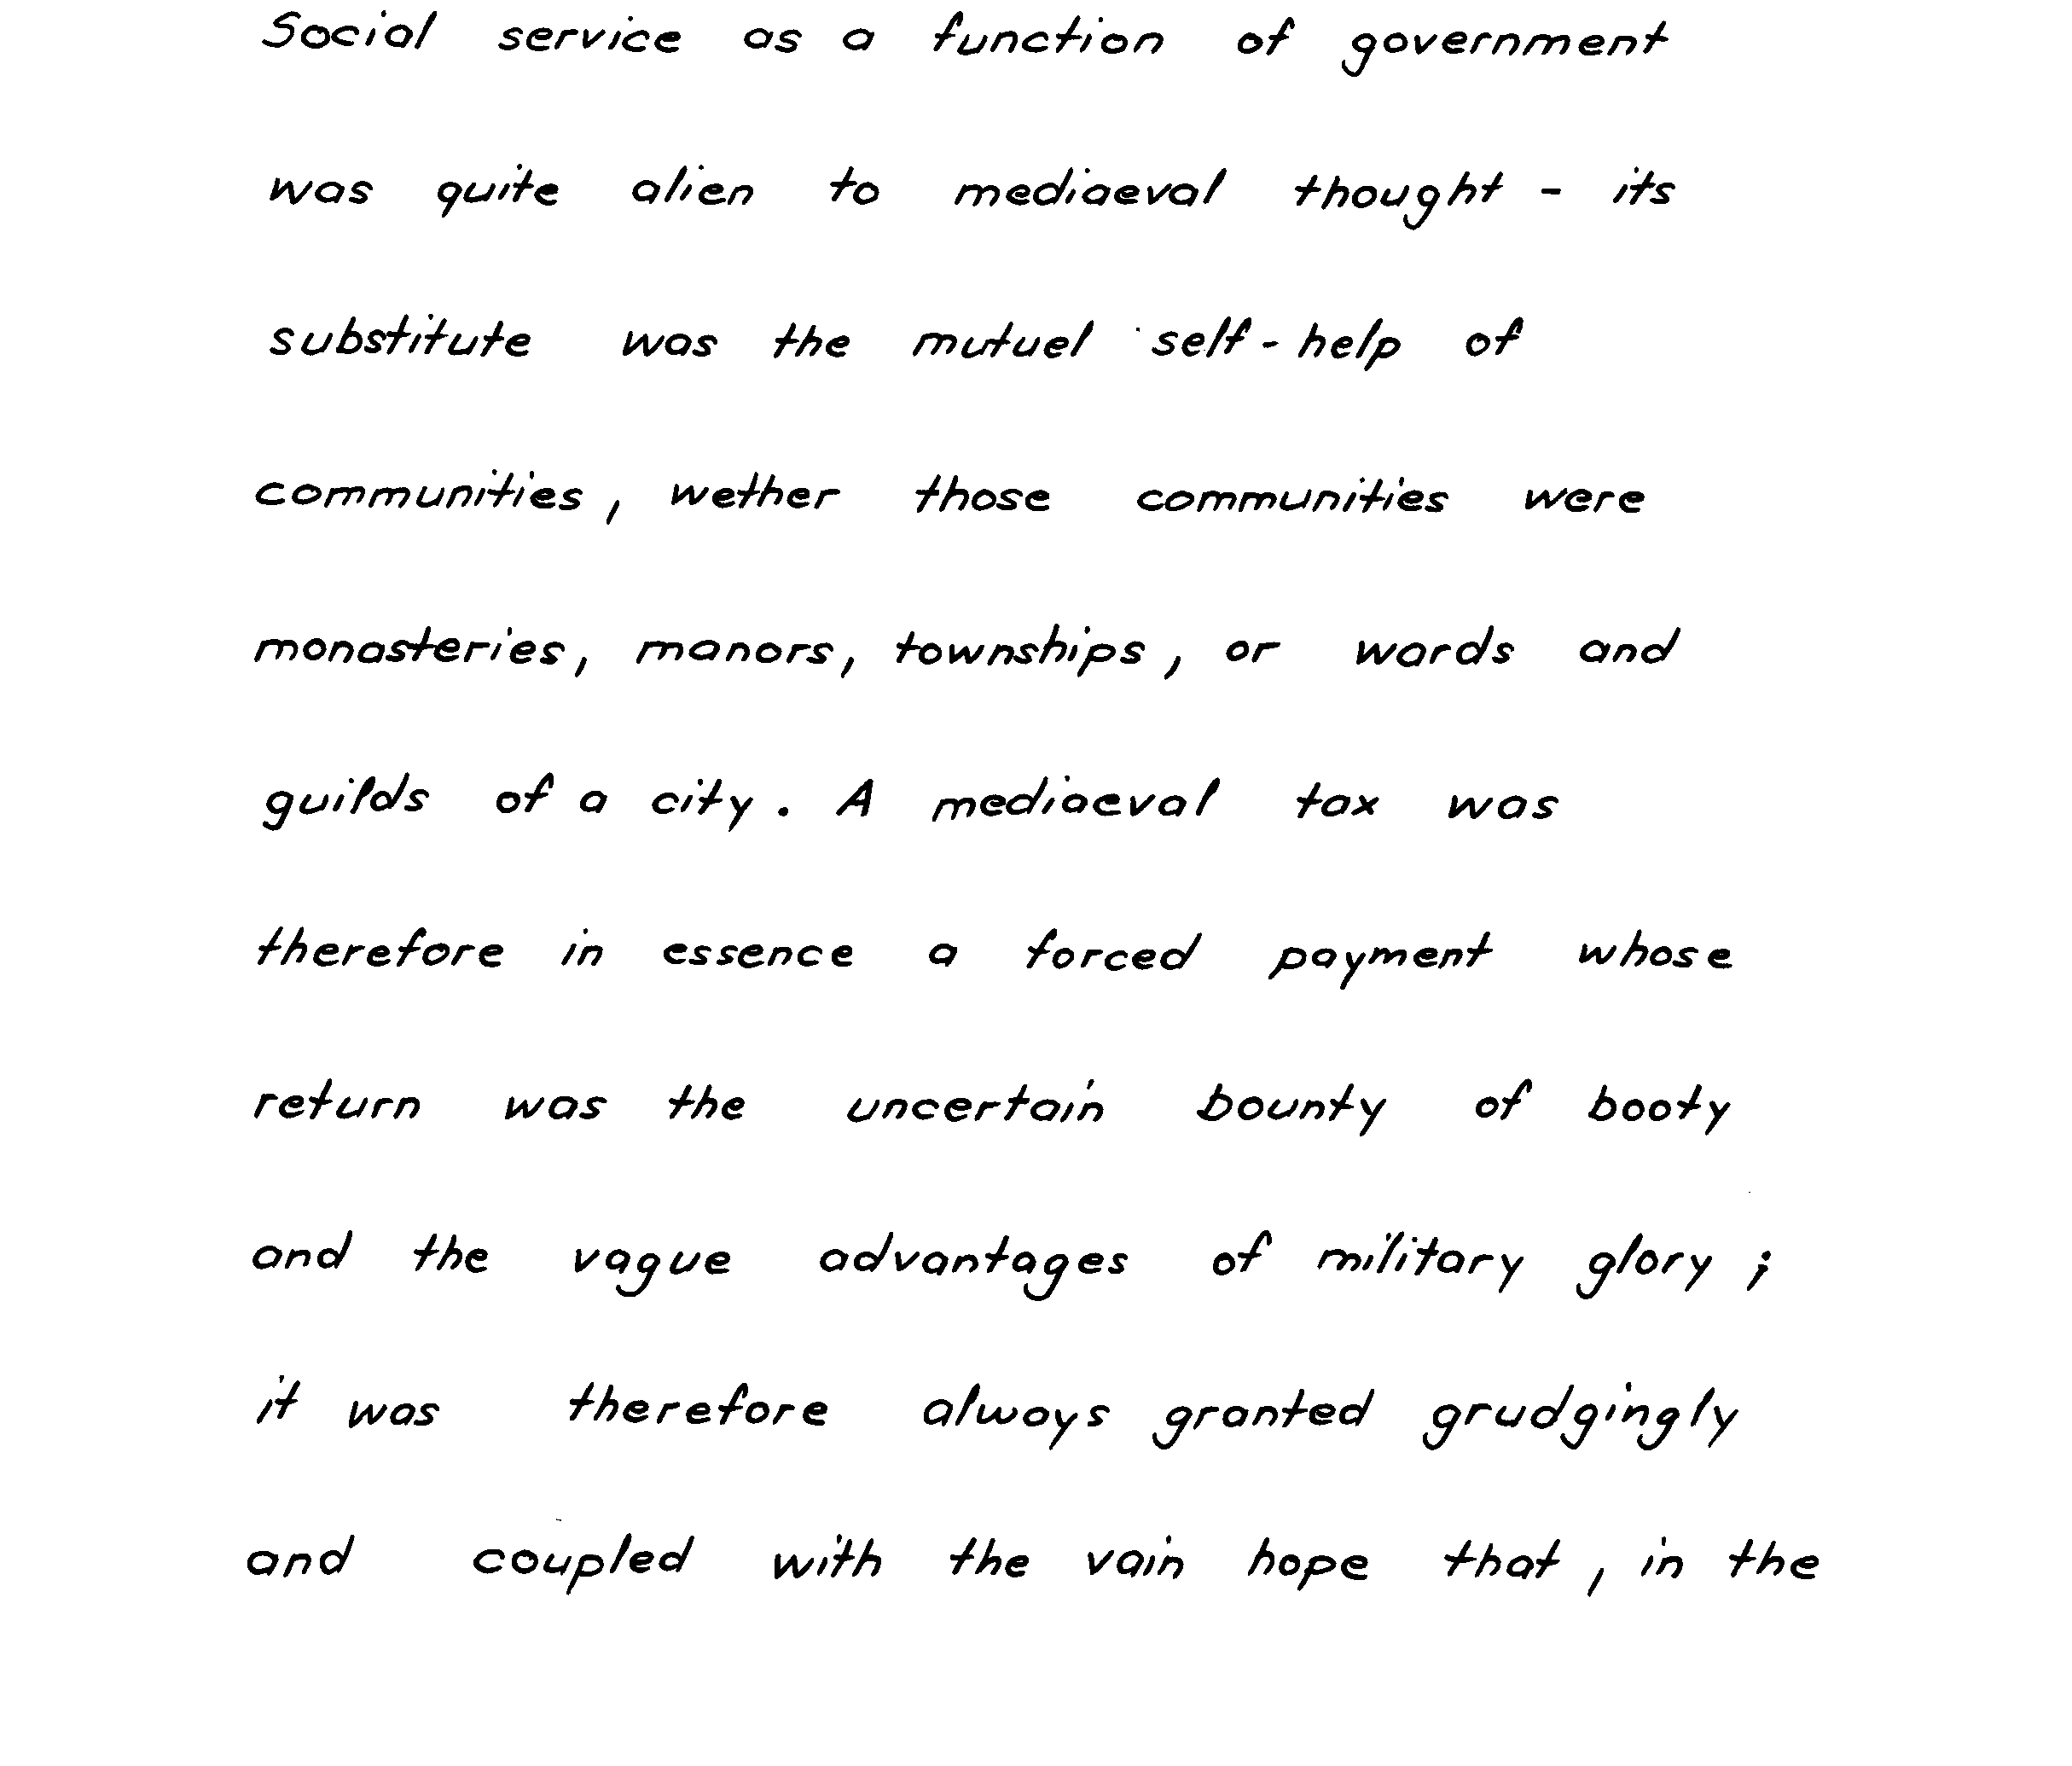 Social service as a function of government
was quite alien to mediaeval thought - its
substitute was the mutuel self-help of
communities, wether those communities were
monasteries, manors, townships, or wards and
guilds of a city. A mediaeval tax was
therefore in essence a forced payment whose
return was the uncertain bounty of booty
and the vague advantages of military glory;
it was therefore always granted grudgingly
and coupled with the vain hope that, in the